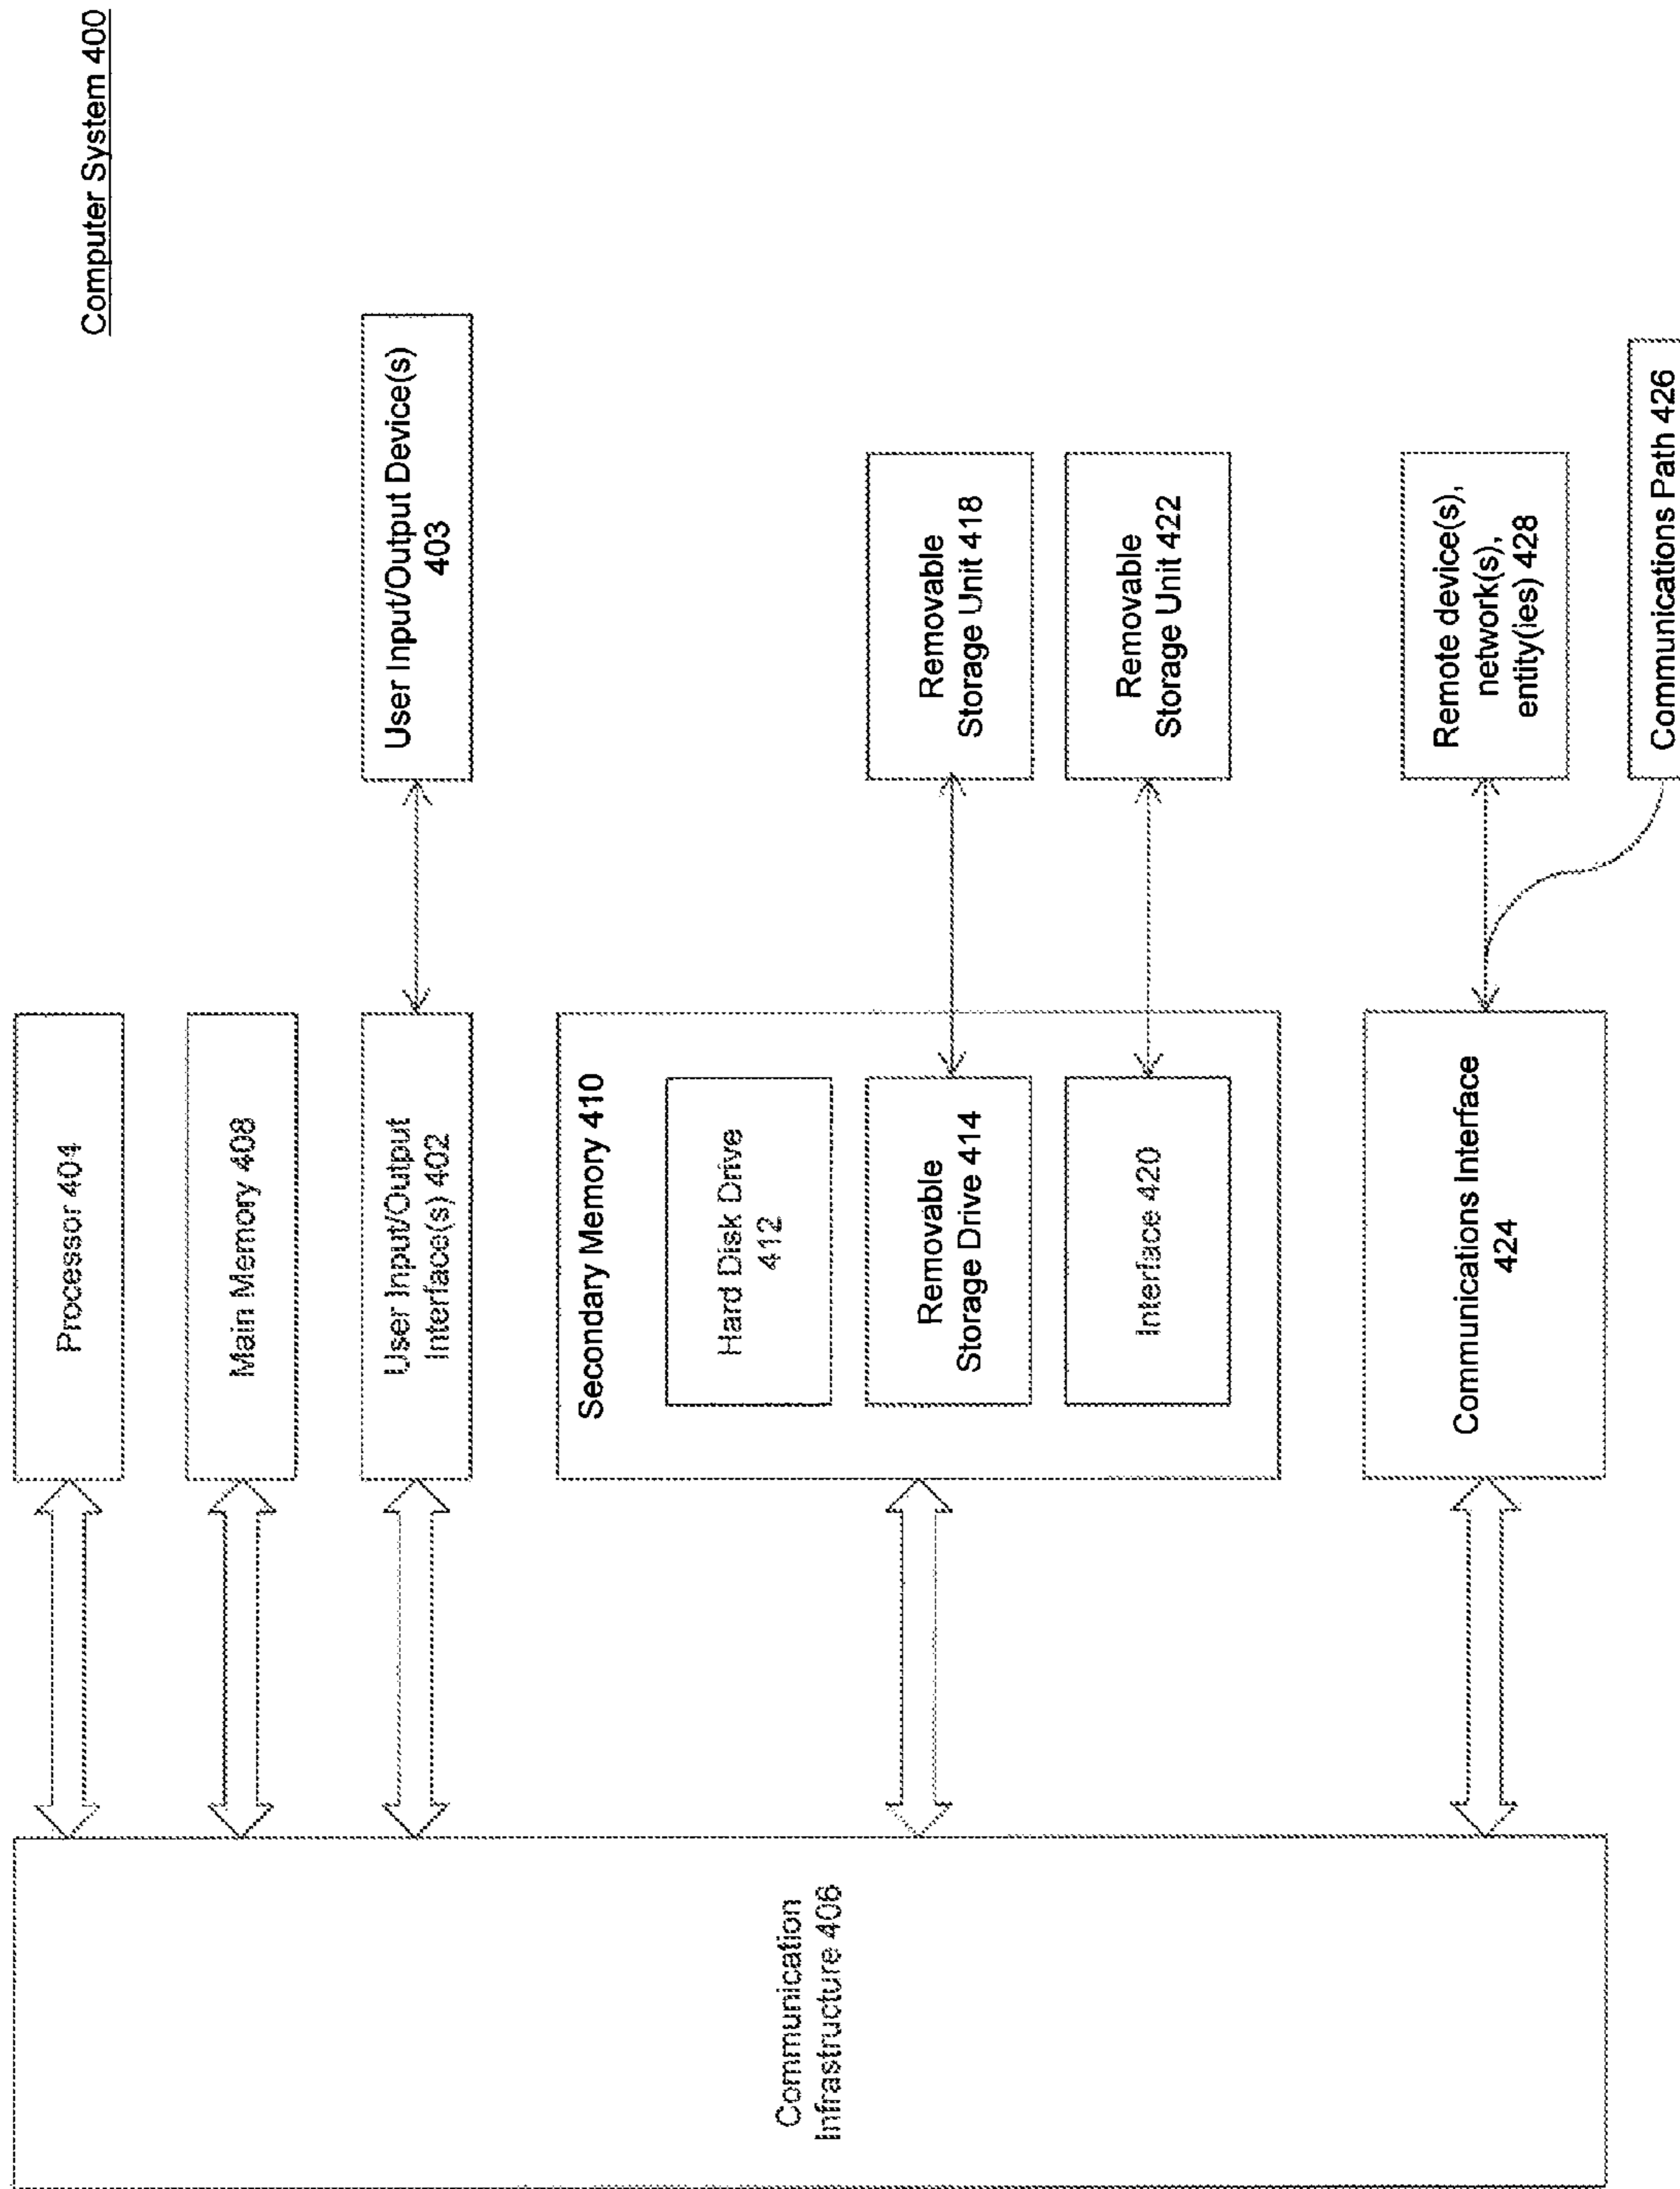 Computer System 400
Processor 404
Main Memory 408
User Input/Output
Interface(s) 402
User Input/Output Device(s)
403
Communication
Infrastructure 406
Secondary Memory 410
Hard Disk Drive
412
Removable
Storage Drive 414
Removable
Storage Unit 418
Interface 420
Removable
Storage Unit 422
Communications Interface
424
Remote device(s),
network(s),
entity(ies) 428
Communications Path 426